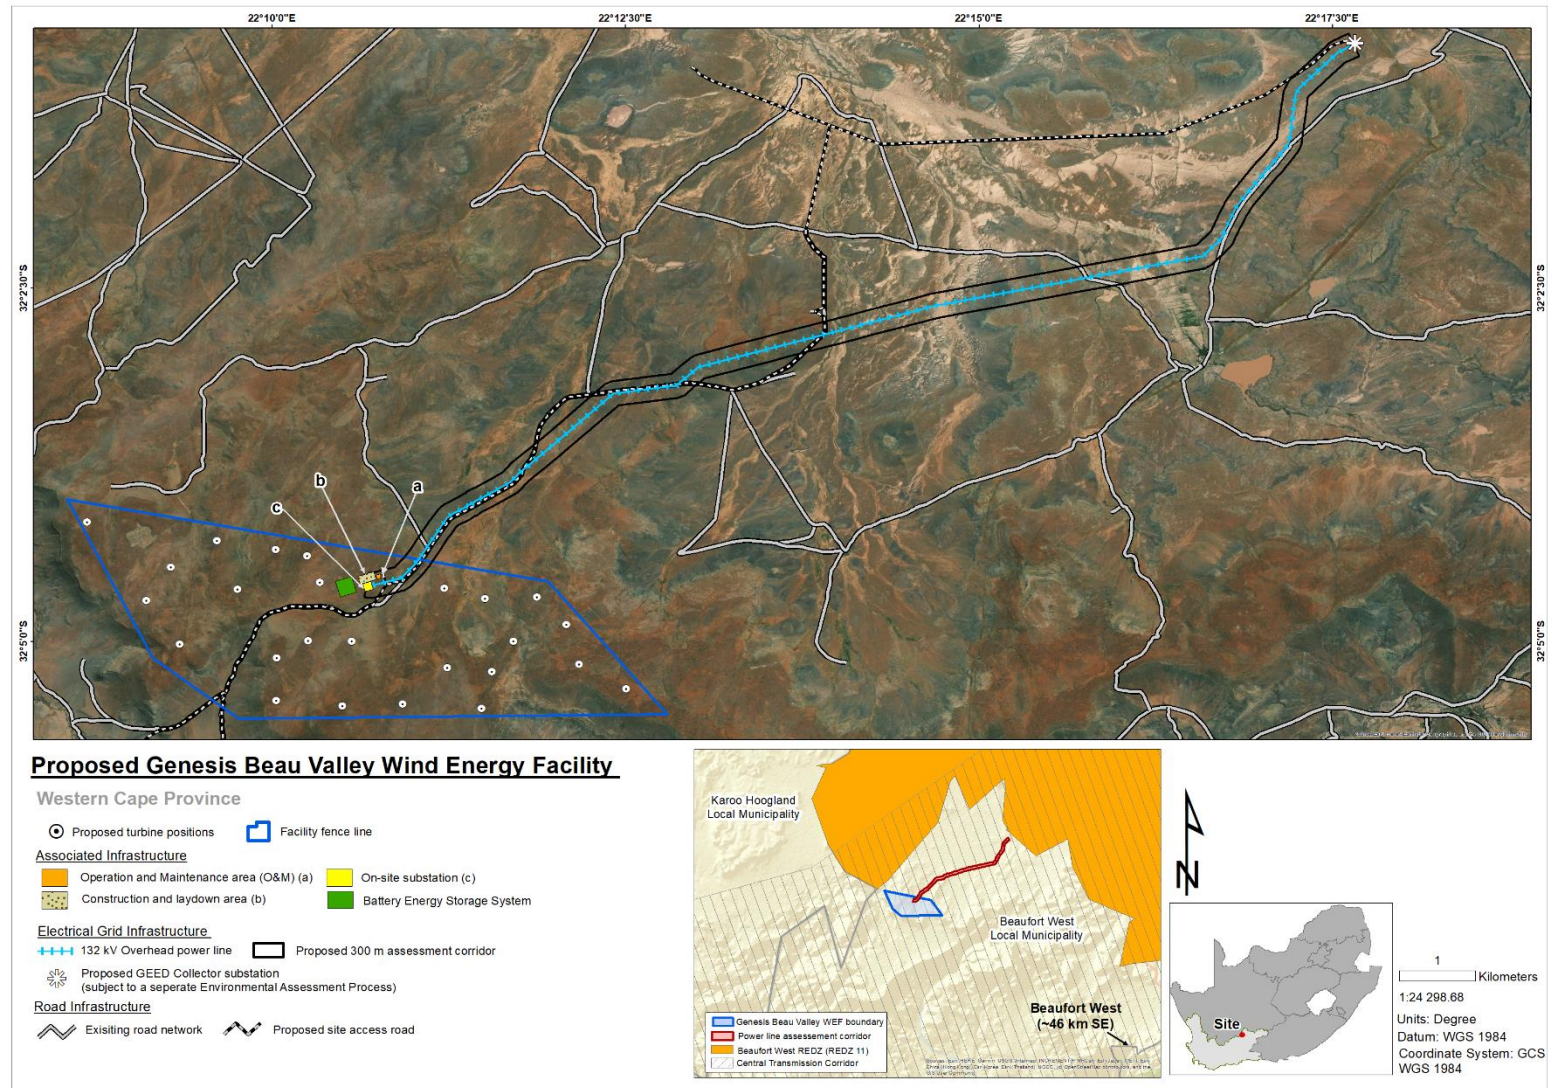 22°10'0"E
22°12'30"E
22°15'0"E
22°17'30"E
32°2'30"S
32°2'30"S
b
a
c
32°5'0"S
32°5'0"S
Proposed Genesis Beau Valley Wind Energy Facility
Western Cape Province
Proposed turbine positions
Facility fence line
Associated Infrastructure
Operation and Maintenance area (O&M) (a)
On-site substation (c)
Construction and laydown area (b)
Battery Energy Storage System
Electrical Grid Infrastructure
132 kV Overhead power line
Proposed 300 m assessment corridor
Proposed GEED Collector substation
(subject to a seperate Environmental Assessment Process)
Road Infrastructure
Exisiting road network
Proposed site access road
Karoo Hoogland
Local Municipality
Beaufort West
Local Municipality
Beaufort West
(~46 km SE)
Genesis Beau Valley WEF boundary
Power line assessement corridor
Beaufort West REDZ (REDZ 11)
Central Transmission Corridor
N
Site
1
Kilometers
1:24 298.68
Units: Degree
Datum: WGS 1984
Coordinate System: GCS
WGS 1984